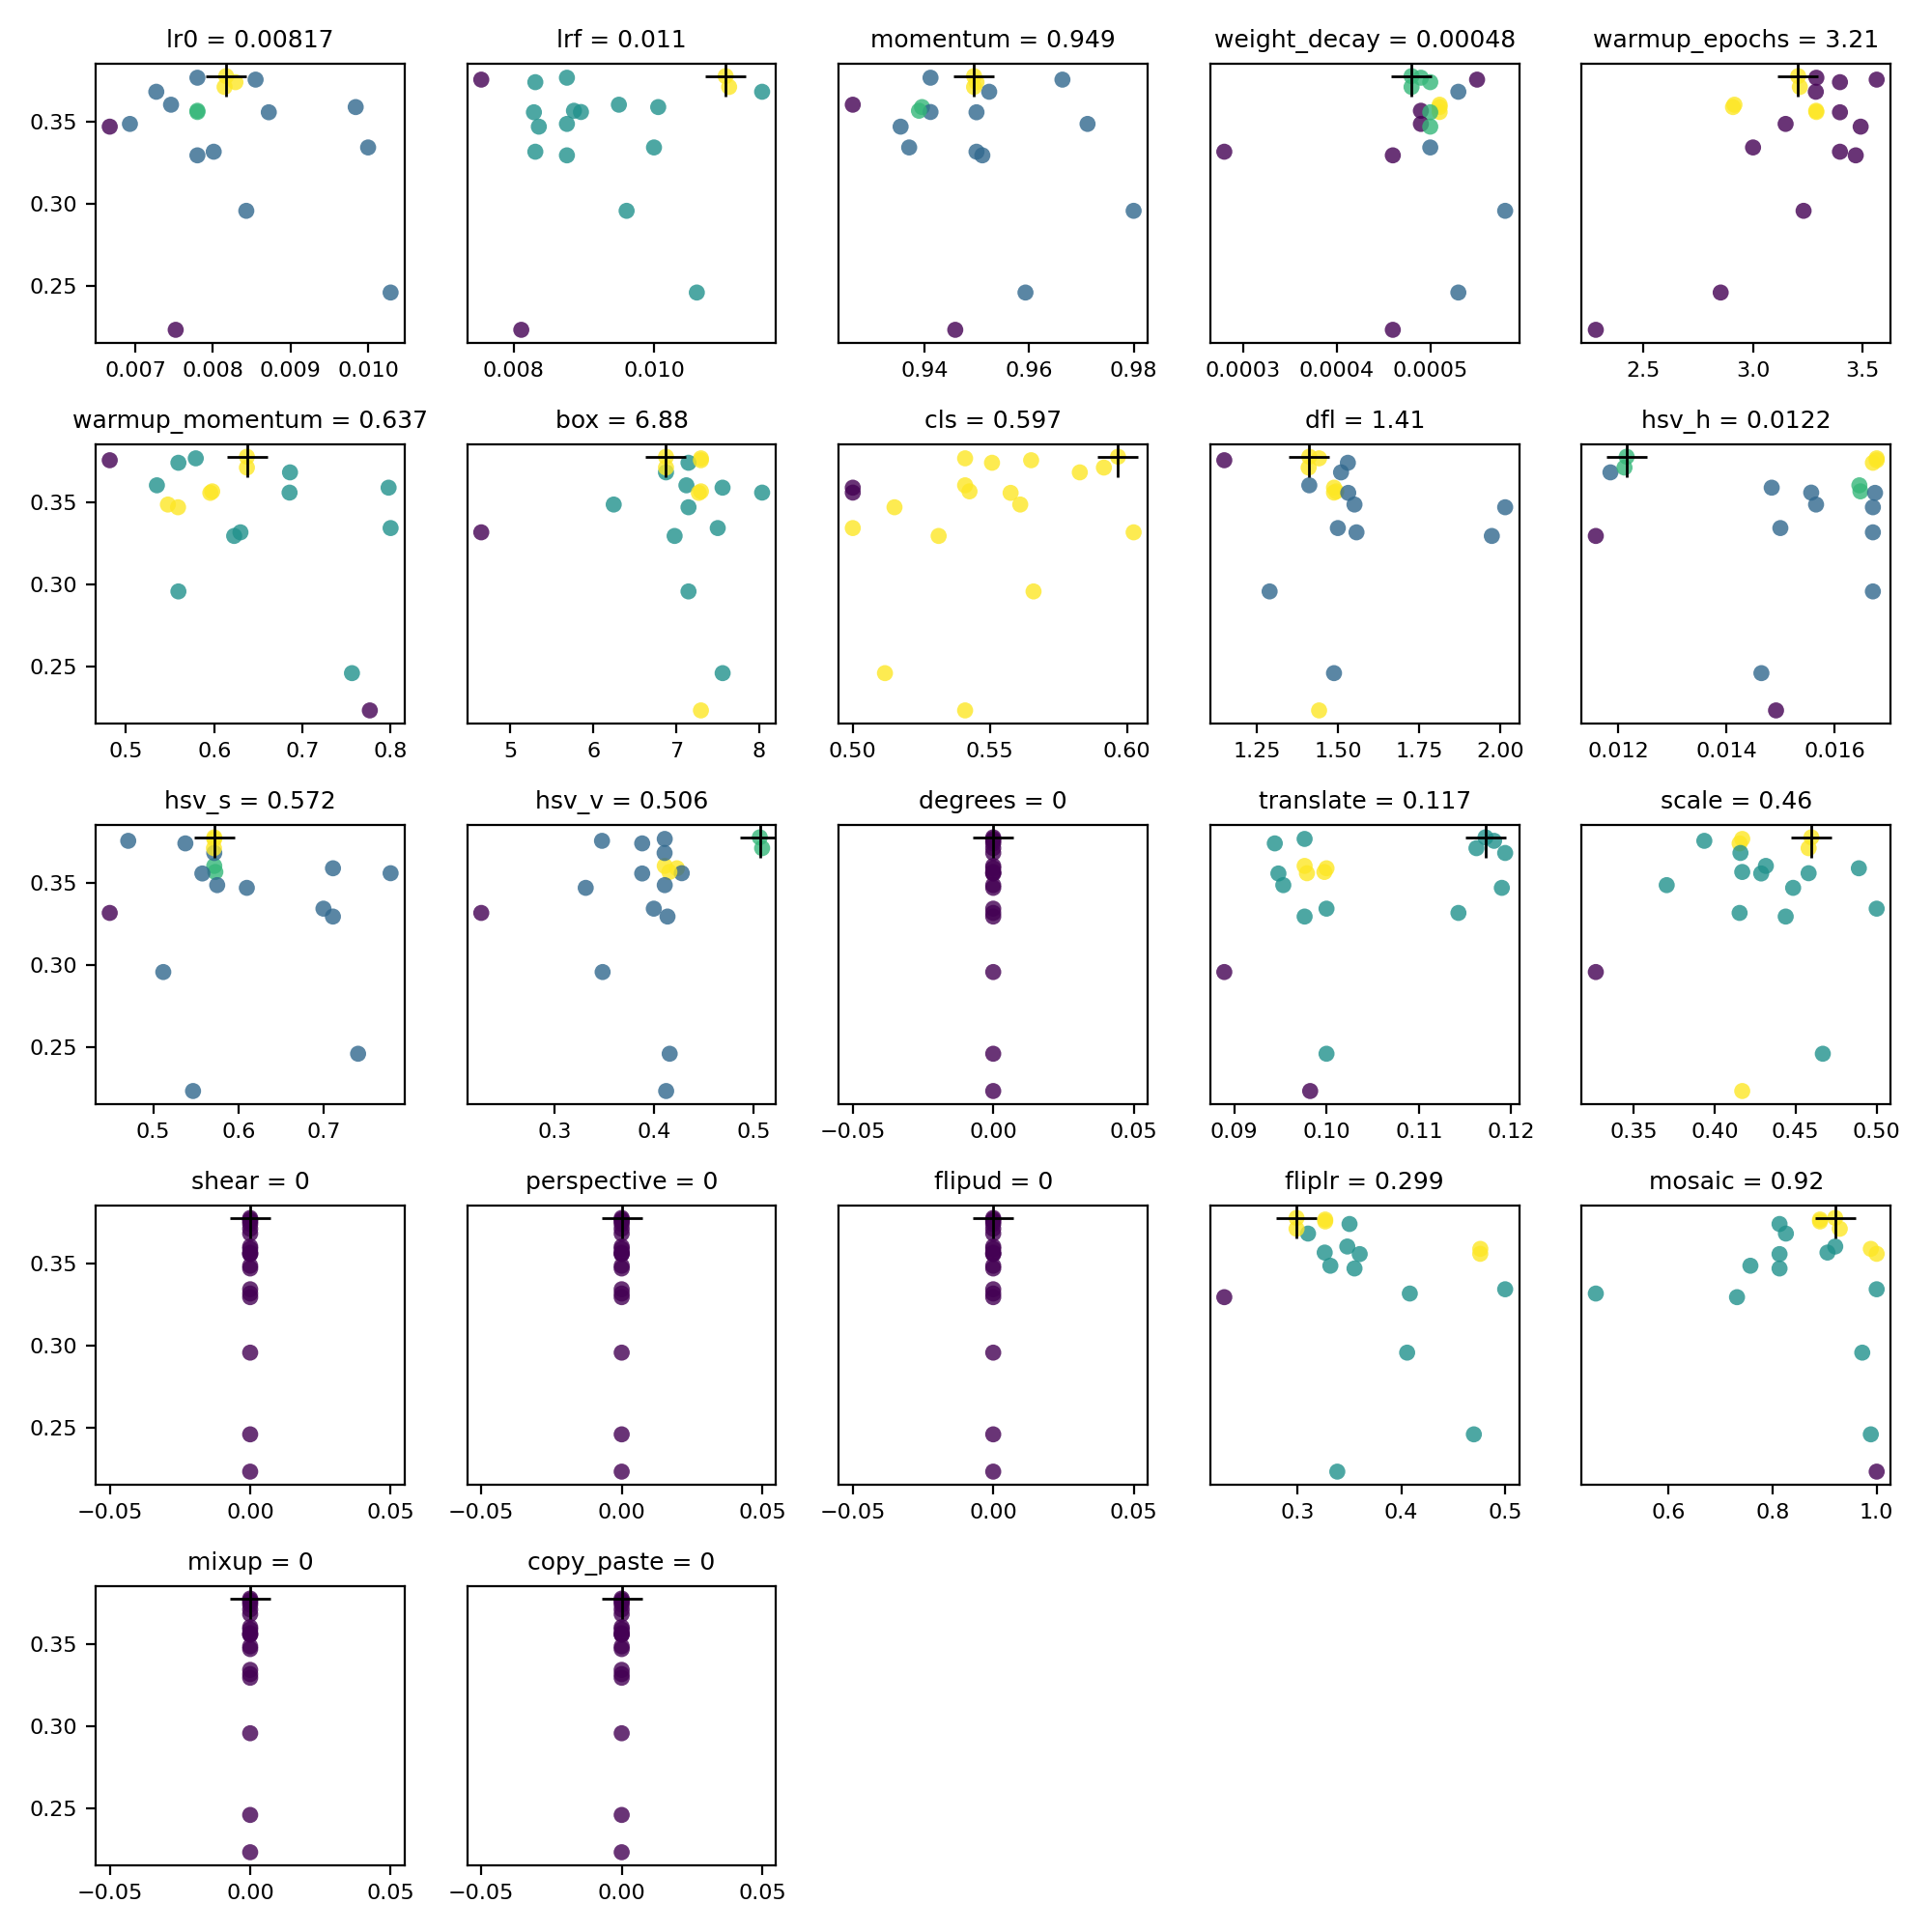 lr0 = 0.00817
lrf = 0.011
momentum = 0.949
weight_decay = 0.00048
warmup_epochs = 3.21
0.35
0.30
0.25
0.007 0.008 0.009 0.010
0.008 0.010
0.94 0.96 0.98
0.0003 0.0004 0.0005
2.5 3.0 3.5
warmup_momentum = 0.637
box = 6.88
cls = 0.597
dfl = 1.41
hsv_h = 0.0122
0.35
0.30
0.25
0.5 0.6 0.7 0.8
5 6 7 8
0.50 0.55 0.60
1.25 1.50 1.75 2.00
0.012 0.014 0.016
hsv_s = 0.572
hsv_v = 0.506
degrees = 0
translate = 0.117
scale = 0.46
0.35
0.30
0.25
0.5 0.6 0.7
0.3 0.4 0.5
−0.05 0.00 0.05
0.09 0.10 0.11 0.12
0.35 0.40 0.45 0.50
shear = 0
perspective = 0
flipud = 0
fliplr = 0.299
mosaic = 0.92
0.35
0.30
0.25
−0.05 0.00 0.05
−0.05 0.00 0.05
−0.05 0.00 0.05
0.3 0.4 0.5
0.6 0.8 1.0
mixup = 0
copy_paste = 0
0.35
0.30
0.25
−0.05 0.00 0.05
−0.05 0.00 0.05